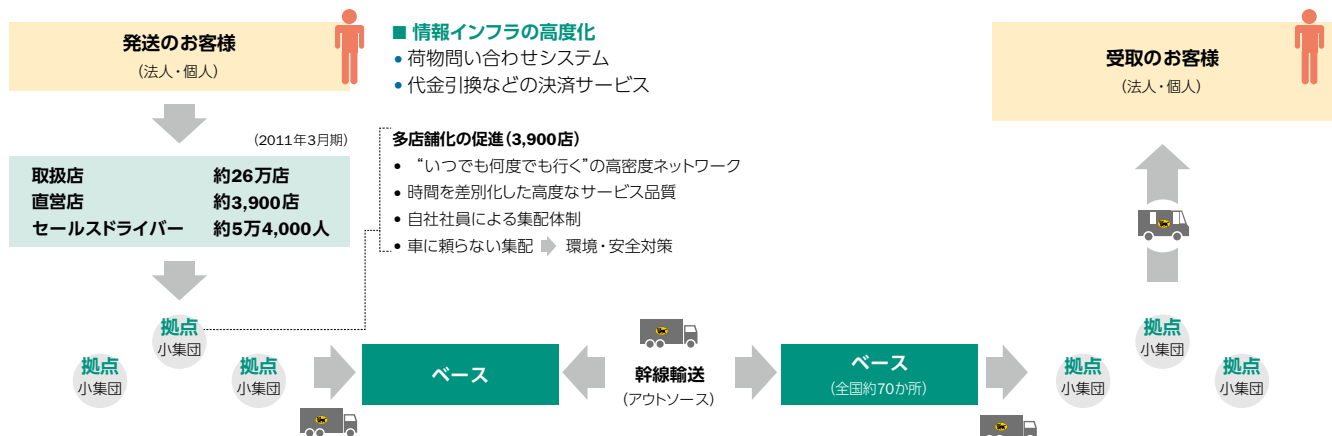 発送のお客様
(法人・個人)
■ 情報インフラの高度化
• 荷物問い合わせシステム
• 代金引換などの決済サービス
受取のお客様
(法人・個人)
(2011年3月期)
取扱店 約26万店
直営店 約3,900店
セールスドライバー 約5万4,000人
多店舗化の促進(3,900店)
• “いつでも何度でも行く”の高密度ネットワーク
• 時間を差別化した高度なサービス品質
• 自社社員による集配体制
• 車に頼らない集配 環境・安全対策
拠点
小集団
拠点
小集団
拠点
小集団
ベース
幹線輸送
(アウトソース)
ベース
(全国約70か所)
拠点
小集団
拠点
小集団
拠点
小集団